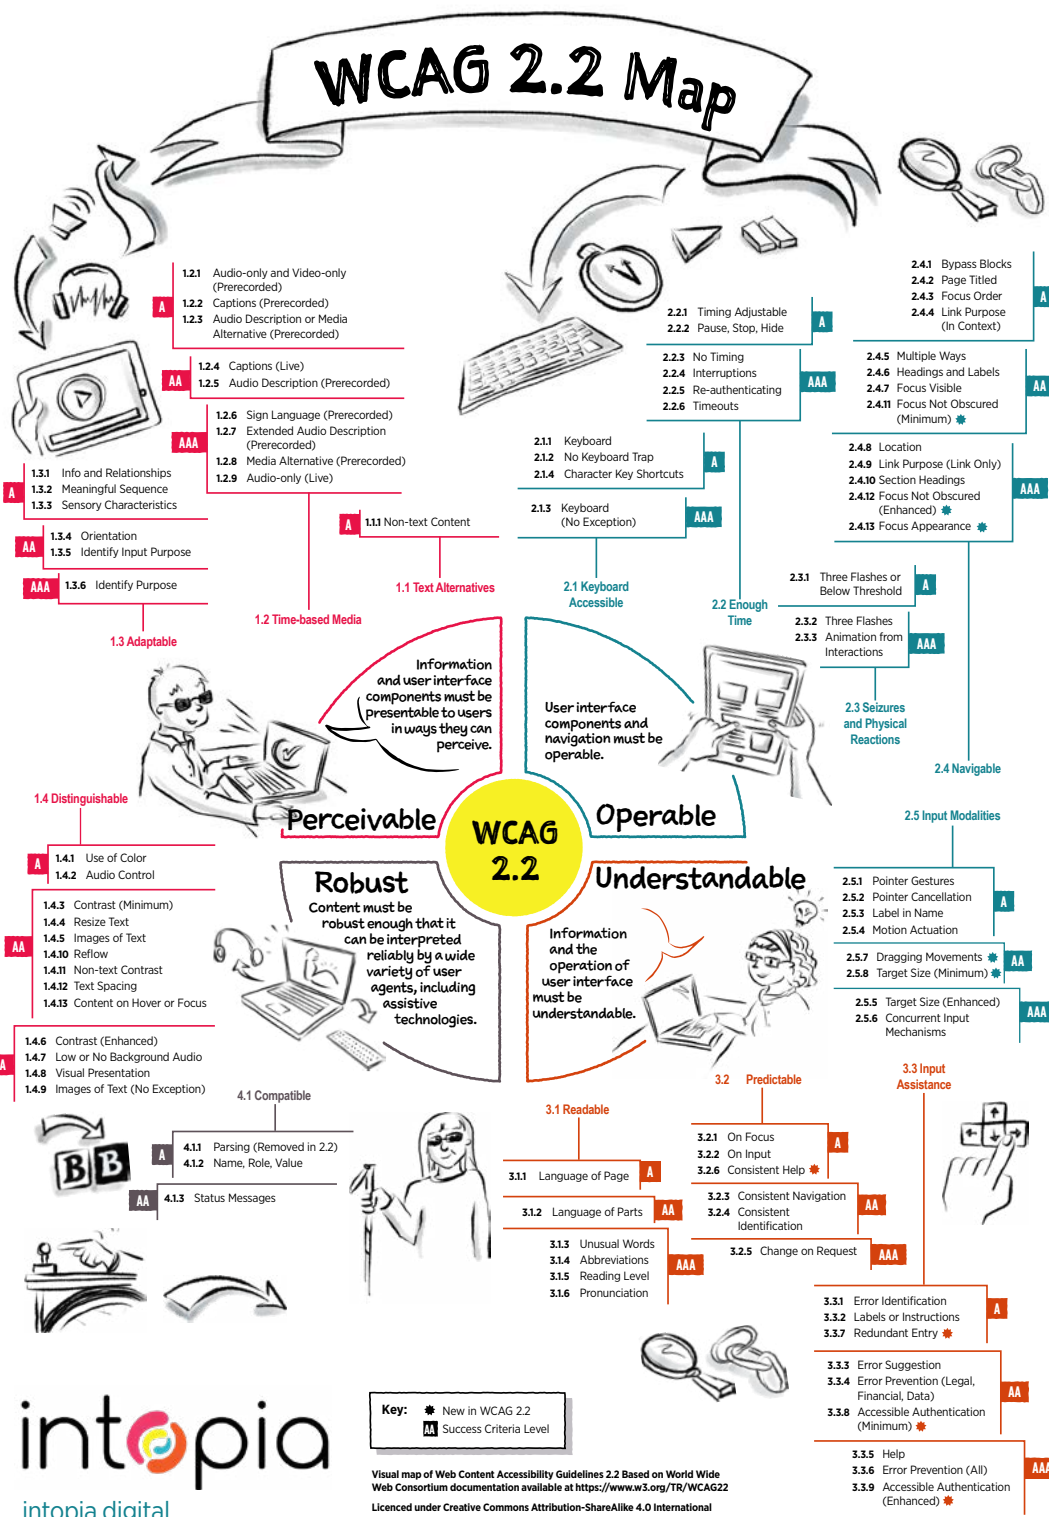 WCAG 2.2 Map
1.2.1 Audio-only and Video-only
(Prerecorded)
1.2.2 Captions (Prerecorded)
1.2.3 Audio Description or Media
Alternative (Prerecorded)
A
1.2.4 Captions (Live)
1.2.5 Audio Description (Prerecorded)
AA
1.2.6 Sign Language (Prerecorded)
1.2.7 Extended Audio Description
(Prerecorded)
1.2.8 Media Alternative (Prerecorded)
1.2.9 Audio-only (Live)
AAA
1.2 Time-based Media
1.3.1 Info and Relationships
1.3.2 Meaningful Sequence
1.3.3 Sensory Characteristics
A
1.3.4 Orientation
1.3.5 Identify Input Purpose
AA
AAA
1.3.6 Identify Purpose
1.3 Adaptable
A
1.1.1 Non-text Content
1.1 Text Alternatives
2.1.1 Keyboard
2.1.2 No Keyboard Trap
2.1.4 Character Key Shortcuts
A
2.1.3 Keyboard
(No Exception)
AAA
2.1 Keyboard
Accessible
2.2.1 Timing Adjustable
2.2.2 Pause, Stop, Hide
A
2.2.3 No Timing
2.2.4 Interruptions
2.2.5 Re-authenticating
2.2.6 Timeouts
AAA
2.2 Enough
Time
2.4.1 Bypass Blocks
2.4.2 Page Titled
2.4.3 Focus Order
2.4.4 Link Purpose
(In Context)
A
2.4.5 Multiple Ways
2.4.6 Headings and Labels
2.4.7 Focus Visible
2.4.11 Focus Not Obscured
(Minimum)
AA
2.4.8 Location
2.4.9 Link Purpose (Link Only)
2.4.10 Section Headings
2.4.12 Focus Not Obscured
(Enhanced)
2.4.13 Focus Appearance
AAA
2.3.1 Three Flashes or
Below Threshold
A
2.3.2 Three Flashes
2.3.3 Animation from
Interactions
AAA
2.3 Seizures
and Physical
Reactions
2.4 Navigable
Information
and user interface
components must be
presentable to users
in ways they can
perceive.
Perceivable
User interface
components and
navigation must be
operable.
Operable
WCAG
2.2
Robust
Content must be
robust enough that it
can be interpreted
reliably by a wide
variety of user
agents, including
assistive
technologies.
Understandable
Information
and the
operation of
user interface
must be
understandable.
1.4 Distinguishable
A
1.4.1 Use of Color
1.4.2 Audio Control
AA
1.4.3 Contrast (Minimum)
1.4.4 Resize Text
1.4.5 Images of Text
1.4.10 Reflow
1.4.11 Non-text Contrast
1.4.12 Text Spacing
1.4.13 Content on Hover or Focus
A
1.4.6 Contrast (Enhanced)
1.4.7 Low or No Background Audio
1.4.8 Visual Presentation
1.4.9 Images of Text (No Exception)
2.5 Input Modalities
2.5.1 Pointer Gestures
2.5.2 Pointer Cancellation
2.5.3 Label in Name
2.5.4 Motion Actuation
A
2.5.7 Dragging Movements
2.5.8 Target Size (Minimum)
AA
2.5.5 Target Size (Enhanced)
2.5.6 Concurrent Input
Mechanisms
AAA
4.1 Compatible
A
4.1.1 Parsing (Removed in 2.2)
4.1.2 Name, Role, Value
AA
4.1.3 Status Messages
B B
3.1 Readable
3.1.1 Language of Page
A
3.1.2 Language of Parts
AA
3.1.3 Unusual Words
3.1.4 Abbreviations
3.1.5 Reading Level
3.1.6 Pronunciation
AAA
3.2 Predictable
3.2.1 On Focus
3.2.2 On Input
3.2.6 Consistent Help
A
3.2.3 Consistent Navigation
3.2.4 Consistent
Identification
AA
3.2.5 Change on Request
AAA
3.3 Input
Assistance
3.3.1 Error Identification
3.3.2 Labels or Instructions
3.3.7 Redundant Entry
A
3.3.3 Error Suggestion
3.3.4 Error Prevention (Legal,
Financial, Data)
3.3.8 Accessible Authentication
(Minimum)
AA
3.3.5 Help
3.3.6 Error Prevention (All)
3.3.9 Accessible Authentication
(Enhanced)
AAA
intopia
intopia digital
Key: New in WCAG 2.2
AA Success Criteria Level
Visual map of Web Content Accessibility Guidelines 2.2 Based on World Wide
Web Consortium documentation available at https://www.w3.org/TR/WCAG22
Licenced under Creative Commons Attribution-ShareAlike 4.0 International